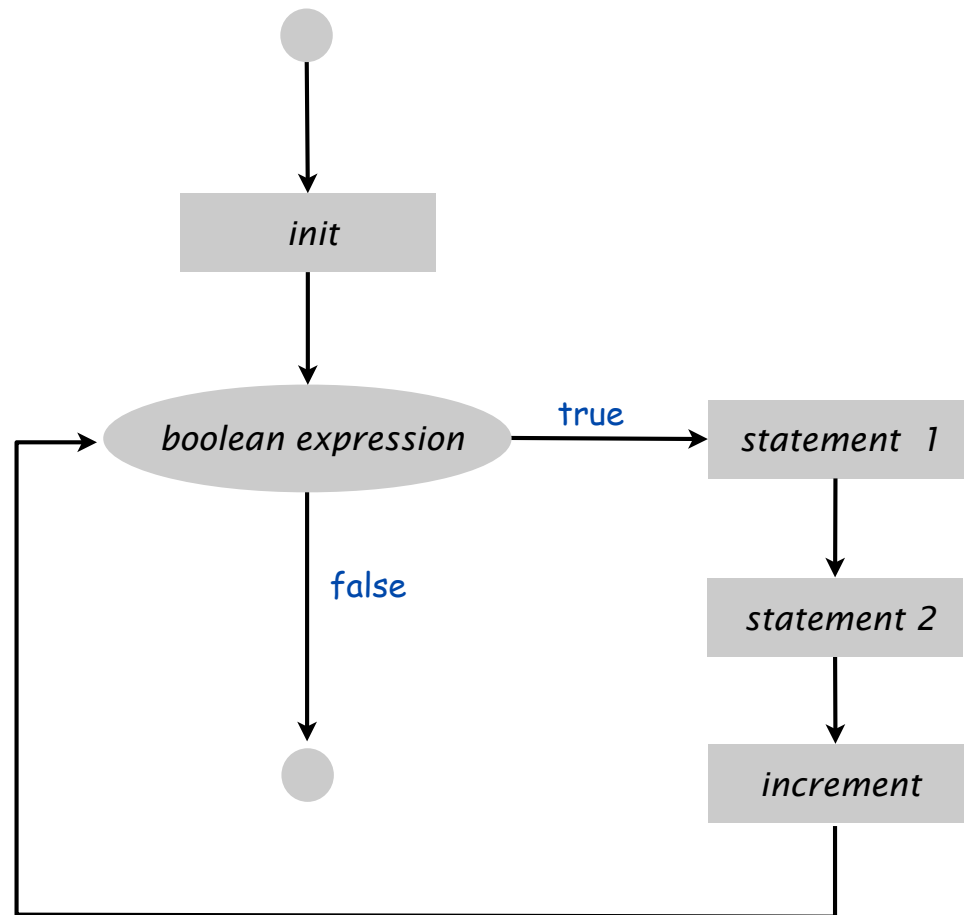 init
boolean expression
true
statement 1
false
statement 2
increment